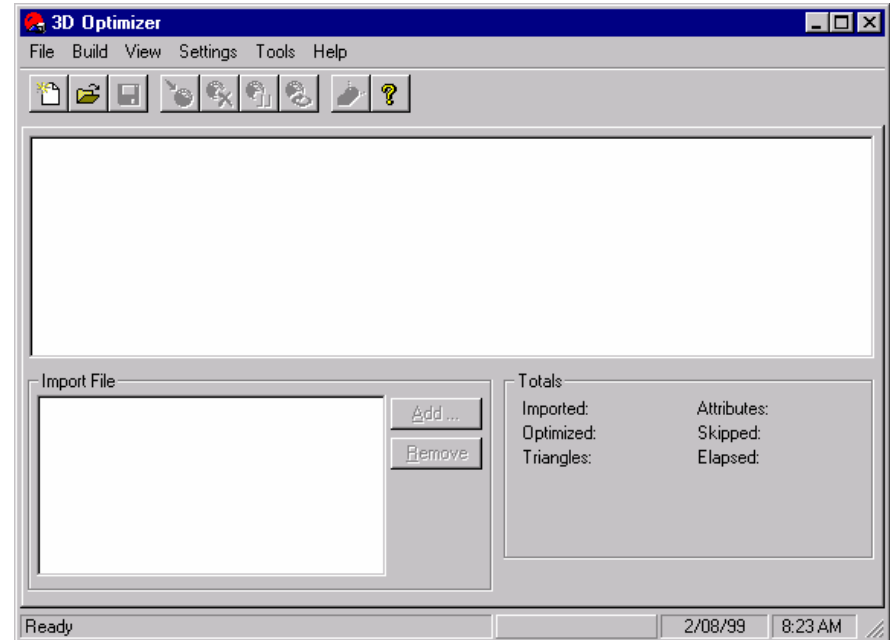 3D Optimizer
File Build View Settings Tools Help
Import File
Add ...
Remove
Totals
Imported: Attributes:
Optimized: Skipped:
Triangles: Elapsed:
Ready 2/08/99 8:23 AM